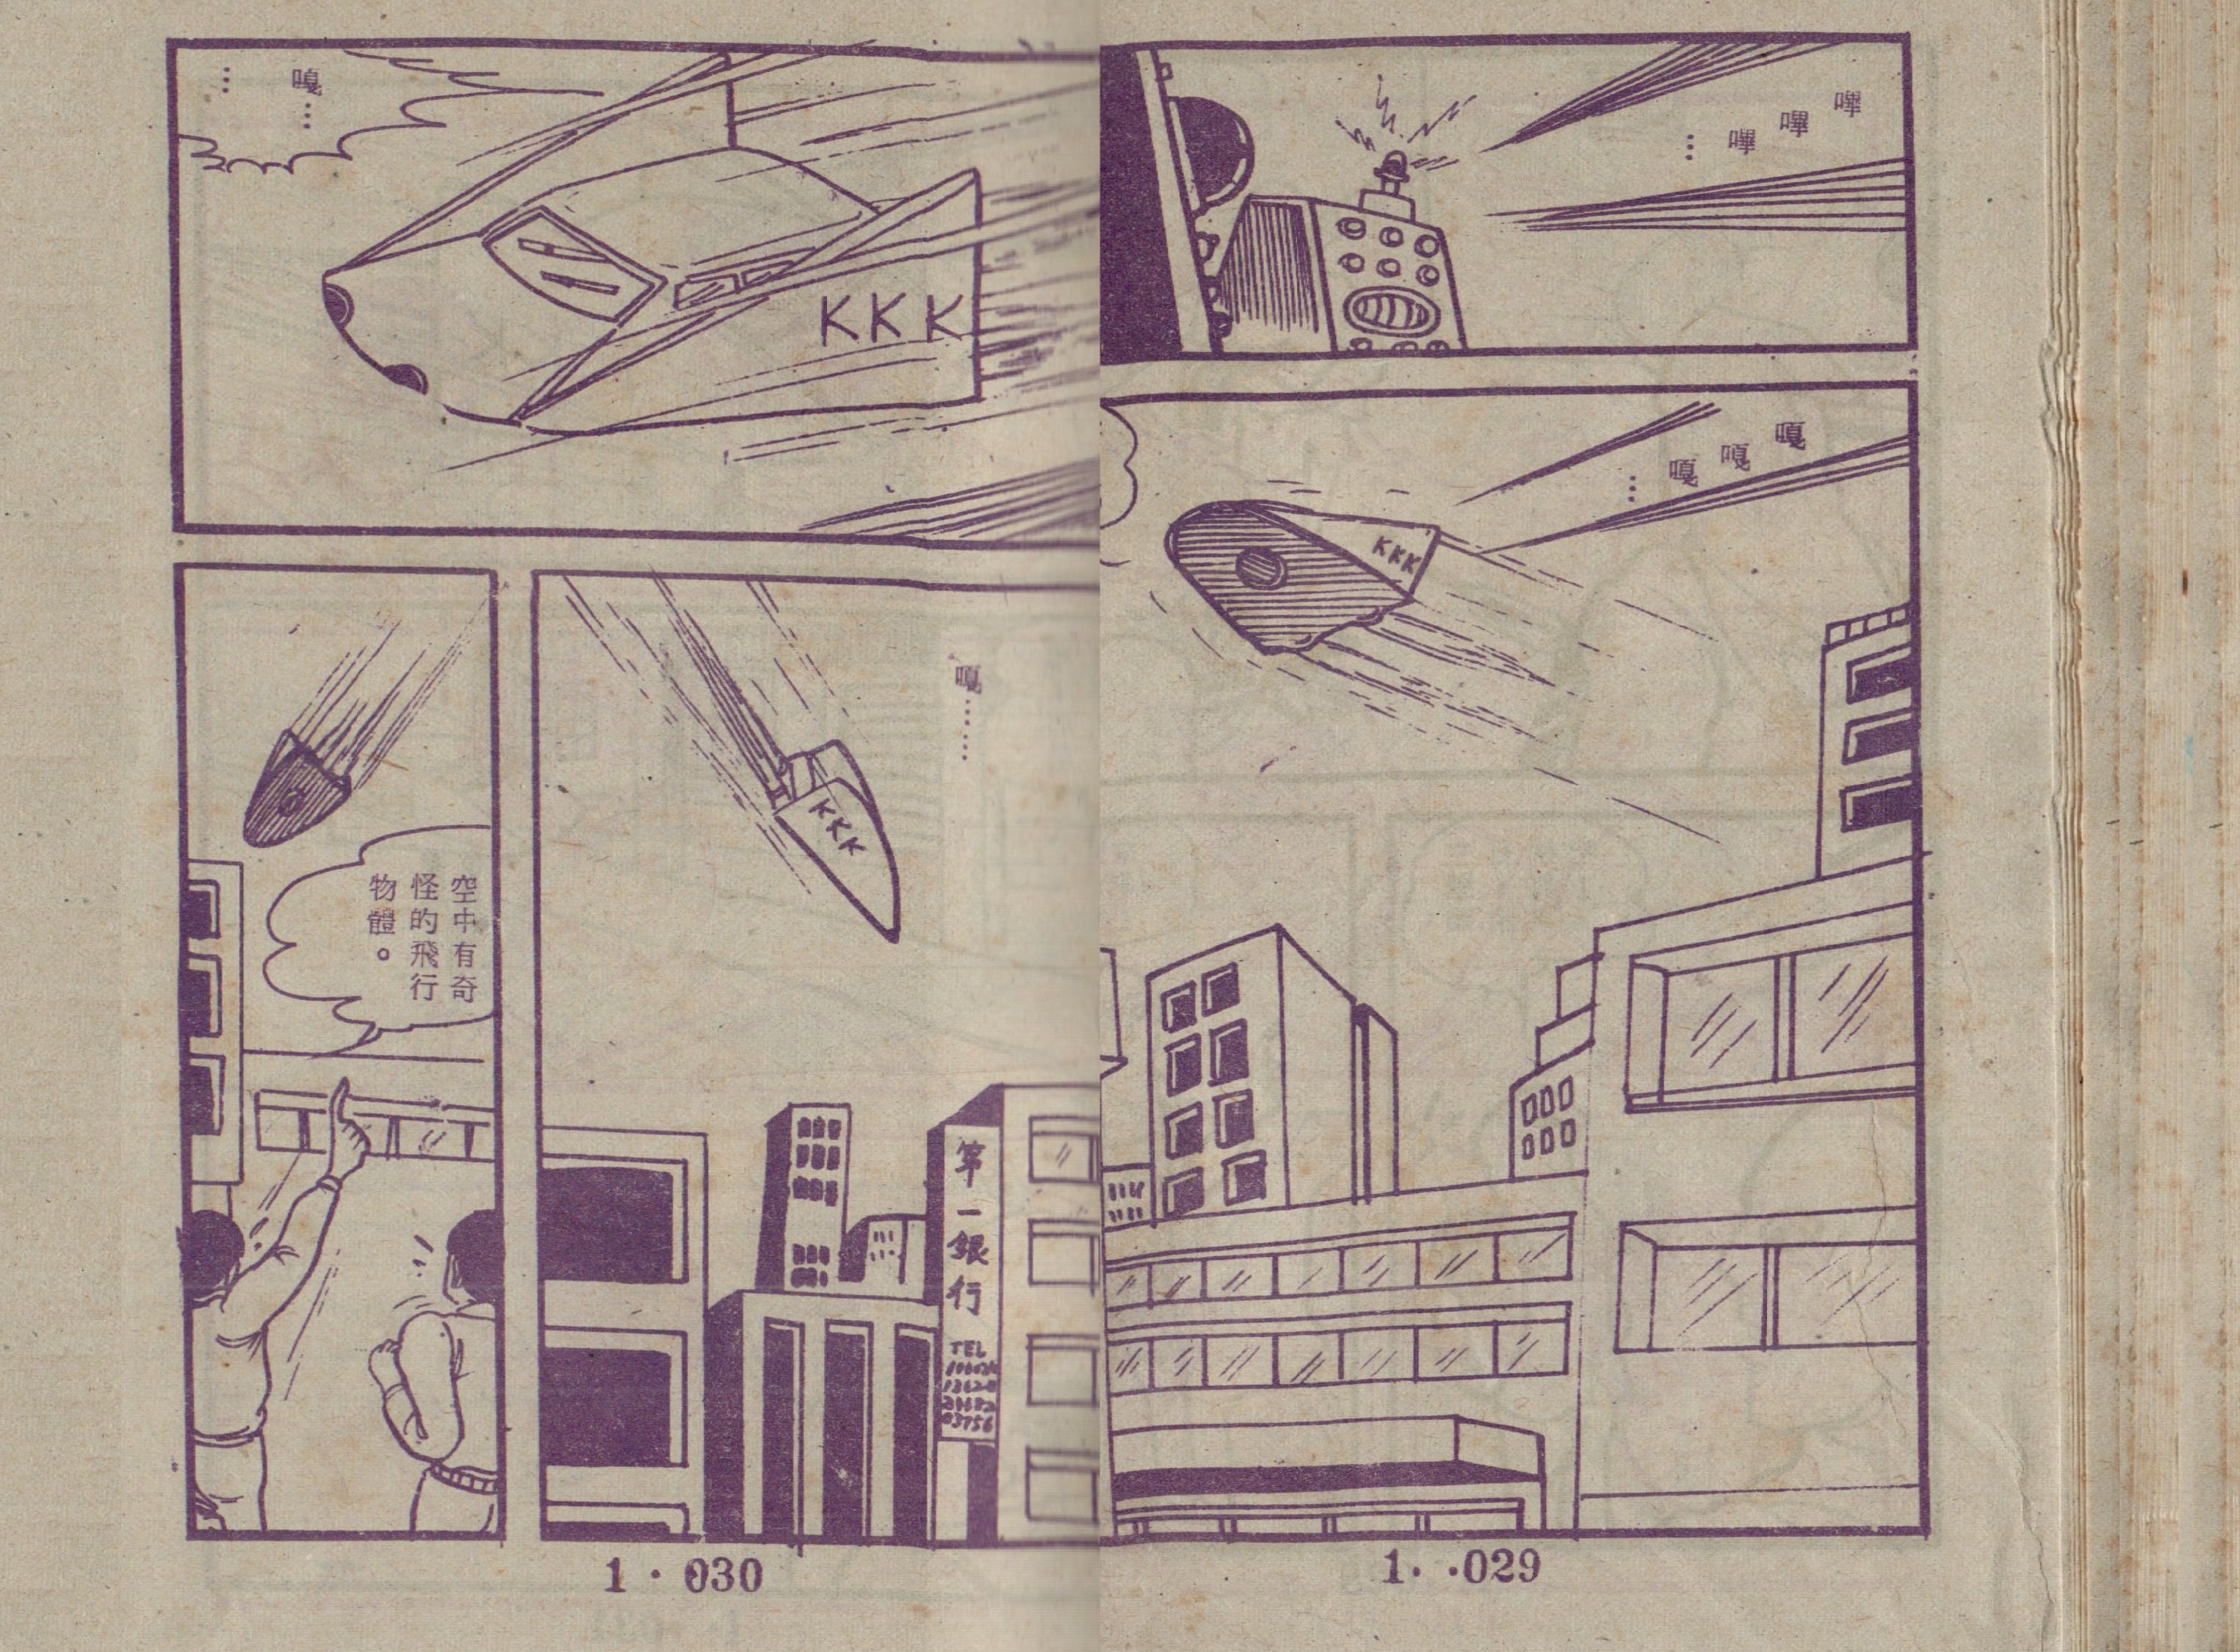 嗶嗶嗶…
嘎嘎嘎…
KKK
1··029
嘎…
…
KKK
嘎……
KKK
第一銀行
TEL
空中有奇
怪的飛行
物體。
1·030